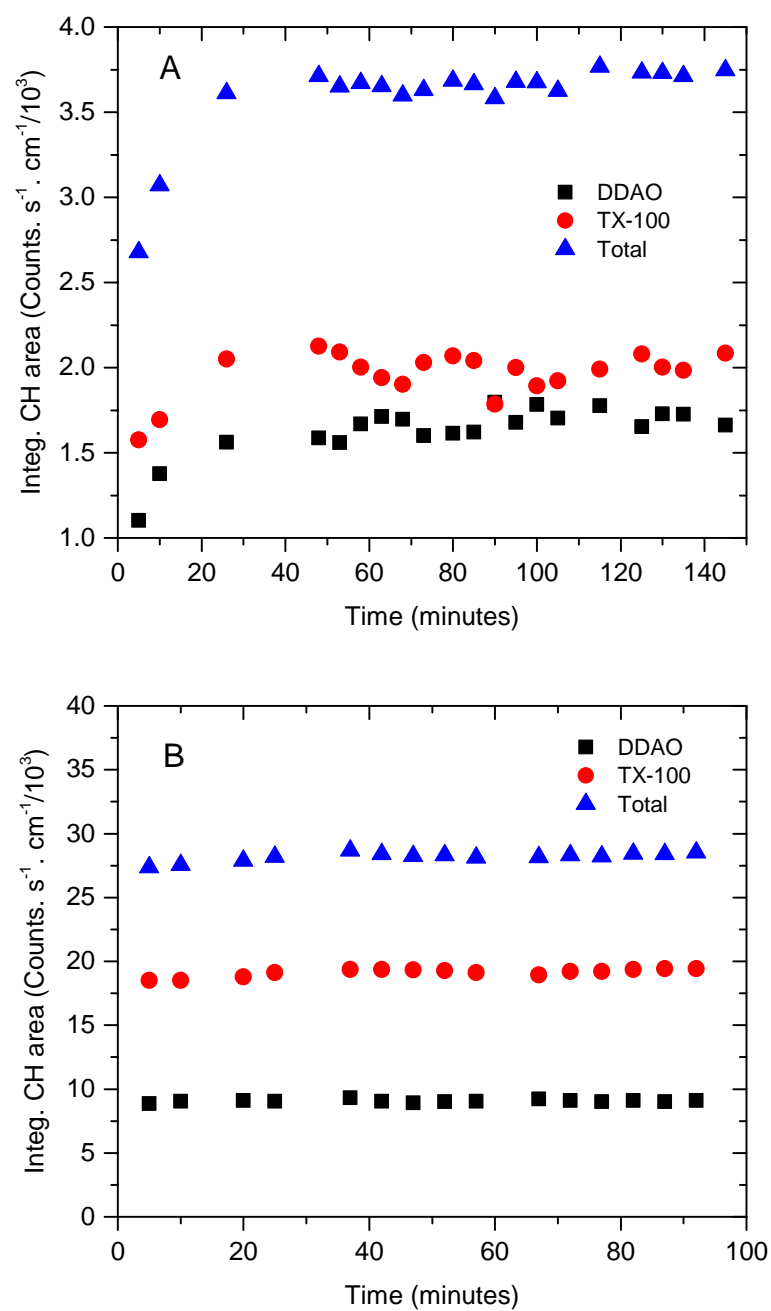 A
4.0
3.5
3.0
2.5
2.0
1.5
1.0
Integ. CH area (Counts. s⁻¹. cm⁻¹/10³)
DDAO
TX-100
Total
0 20 40 60 80 100 120 140
Time (minutes)
B
40
35
30
25
20
15
10
5
0
Integ. CH area (Counts. s⁻¹. cm⁻¹/10³)
DDAO
TX-100
Total
0 20 40 60 80 100
Time (minutes)